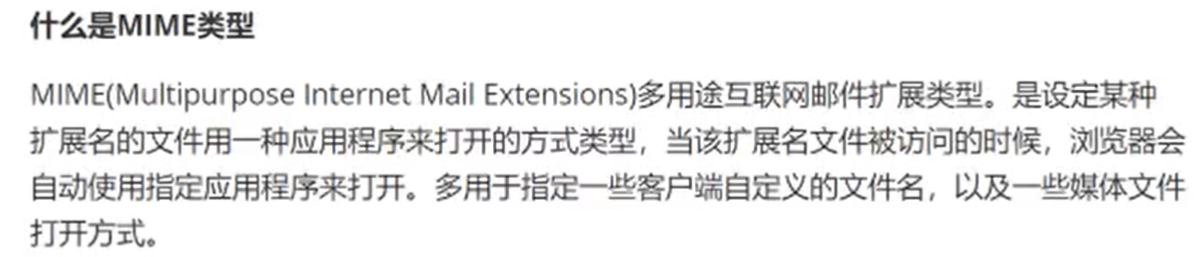 什么是MIME类型
MIME(Multipurpose Internet Mail Extensions)多用途互联网邮件扩展类型。是设定某种
扩展名的文件用一种应用程序来打开的方式类型，当该扩展名文件被访问的时候，浏览器会
自动使用指定应用程序来打开。多用于指定一些客户端自定义的文件名，以及一些媒体文件
打开方式。